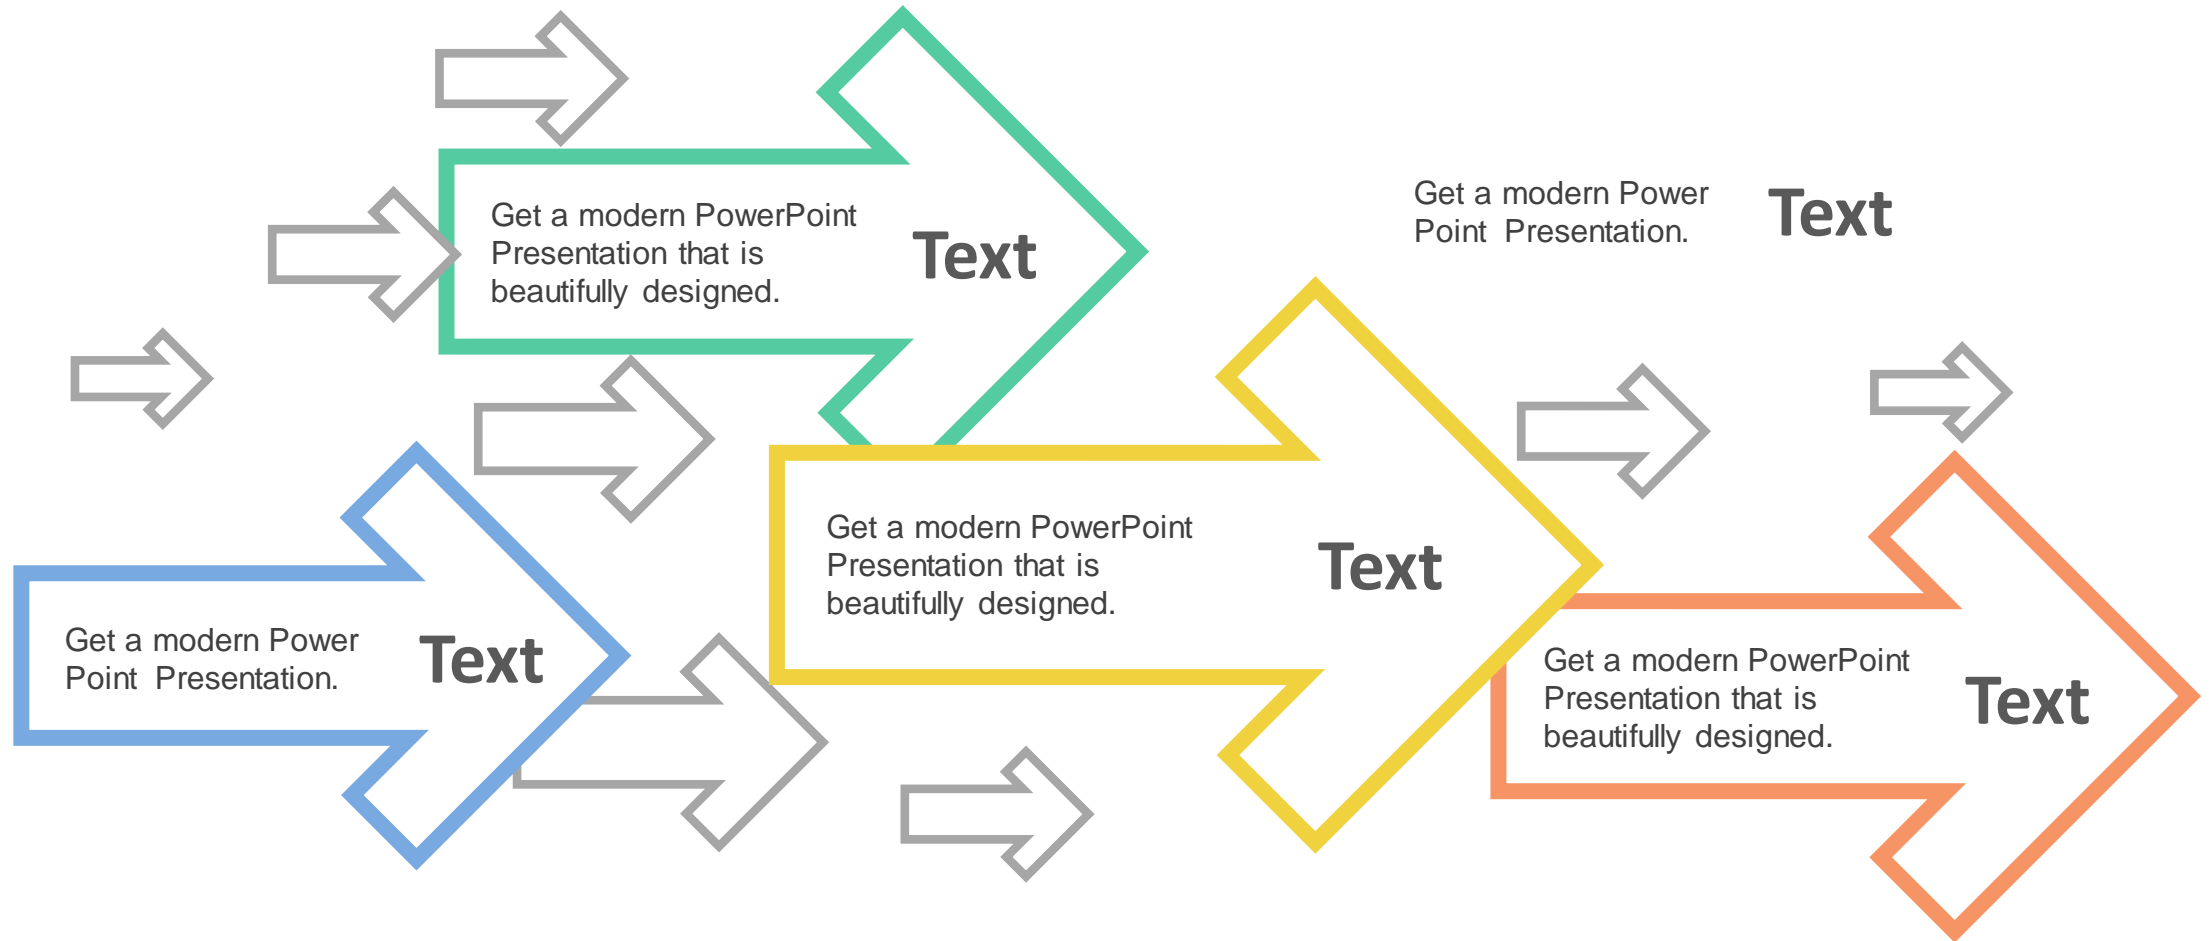 Get a modern PowerPoint
Presentation that is
beautifully designed.
Text
Get a modern Power
Point Presentation.
Text
Get a modern PowerPoint
Presentation that is
beautifully designed.
Text
Get a modern Power
Point Presentation.
Text
Get a modern PowerPoint
Presentation that is
beautifully designed.
Text